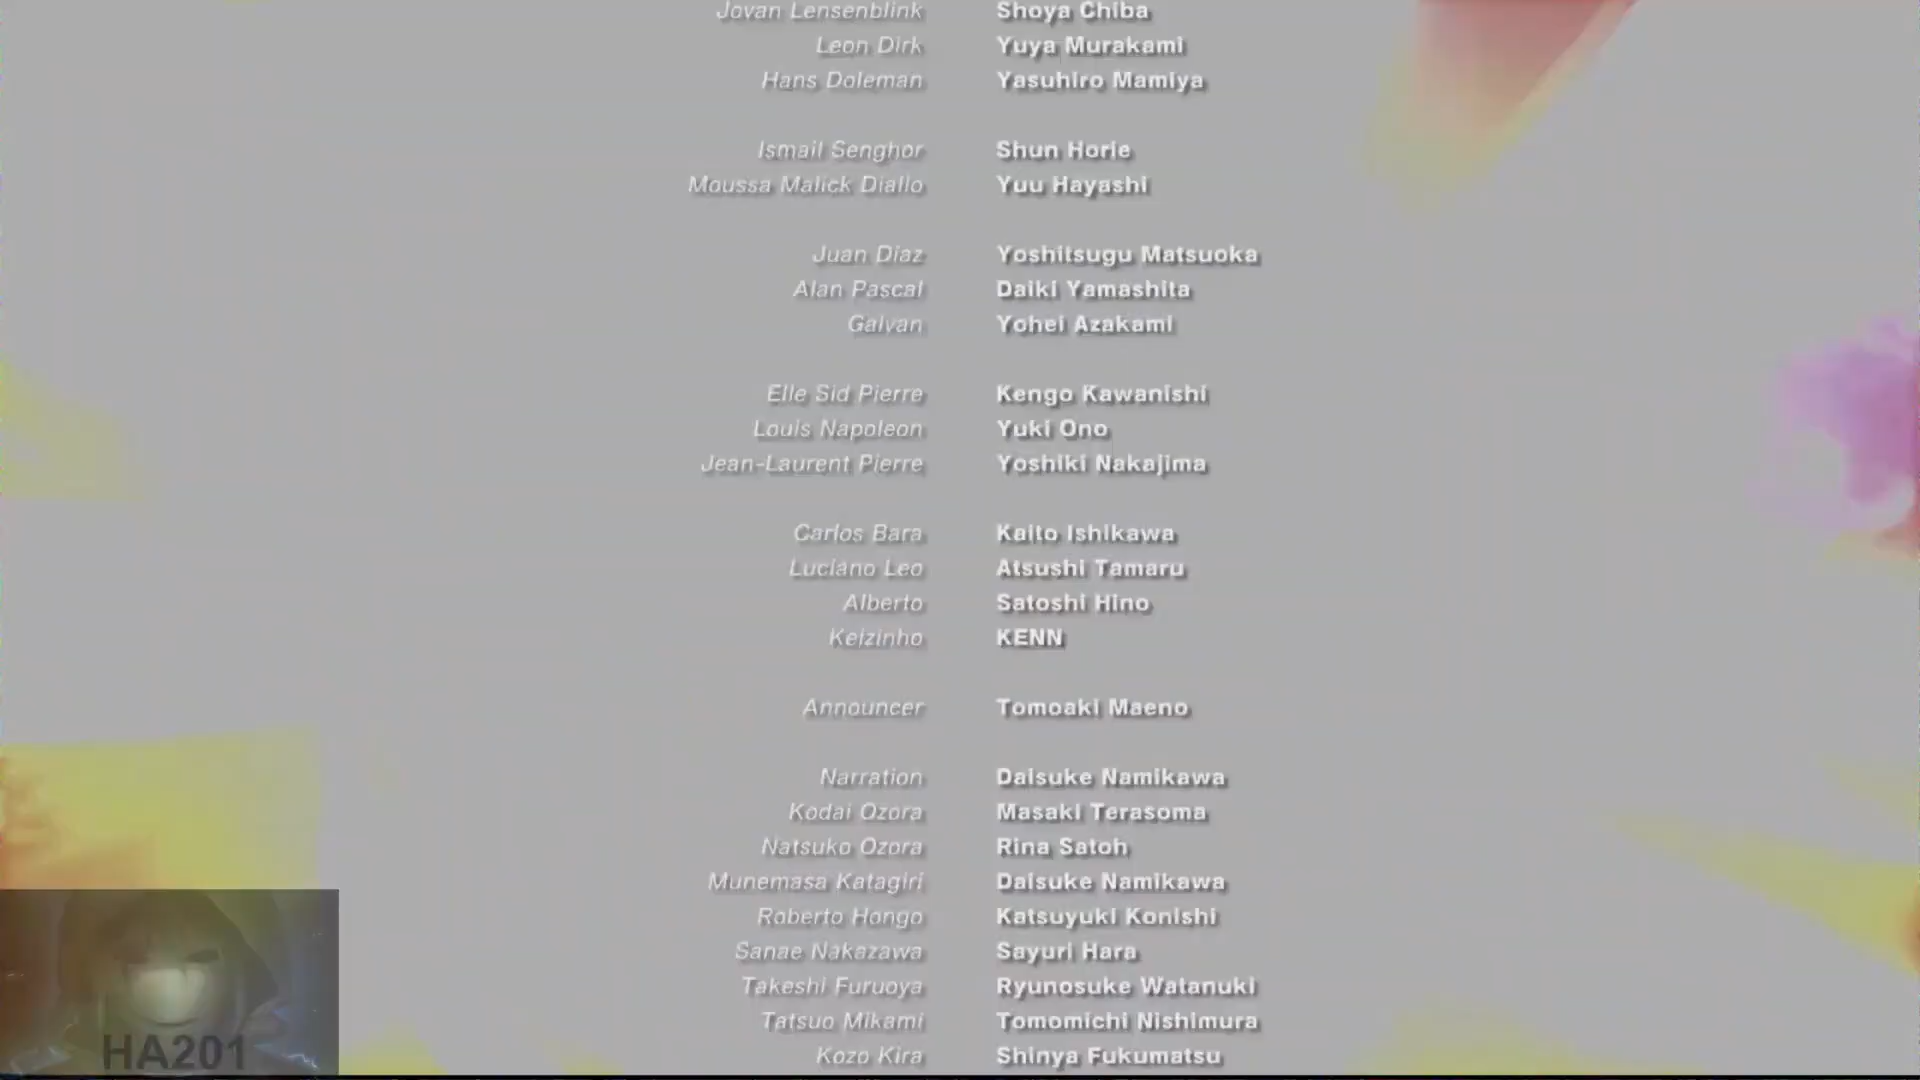 Jovan Lensenblink Shoya Chiba
Leon Dirk Yuya Murakami
Hans Doleman Yasuhiro Mamiya
Ismail Senghor Shun Horie
Moussa Malick Diallo Yuu Hayashi
Juan Diaz Yoshitsugu Matsuoka
Alan Pascal Daiki Yamashita
Galvan Yohei Azakami
Elle Sid Pierre Kengo Kawanishi
Louis Napoleon Yuki Ono
Jean-Laurent Pierre Yoshiki Nakajima
Carlos Bara Kaito Ishikawa
Luciano Leo Atsushi Tamaru
Alberto Satoshi Hino
Keizinho KENN
Announcer Tomoaki Maeno
Narration Daisuke Namikawa
Kodai Ozora Masaki Terasoma
Natsuko Ozora Rina Satoh
Munemasa Katagiri Daisuke Namikawa
Roberto Hongo Katsuyuki Konishi
Sanae Nakazawa Sayuri Hara
Takeshi Furuoya Ryunosuke Watanuki
Tatsuo Mikami Tomomichi Nishimura
Kozo Kira Shinya Fukumatsu
HA201